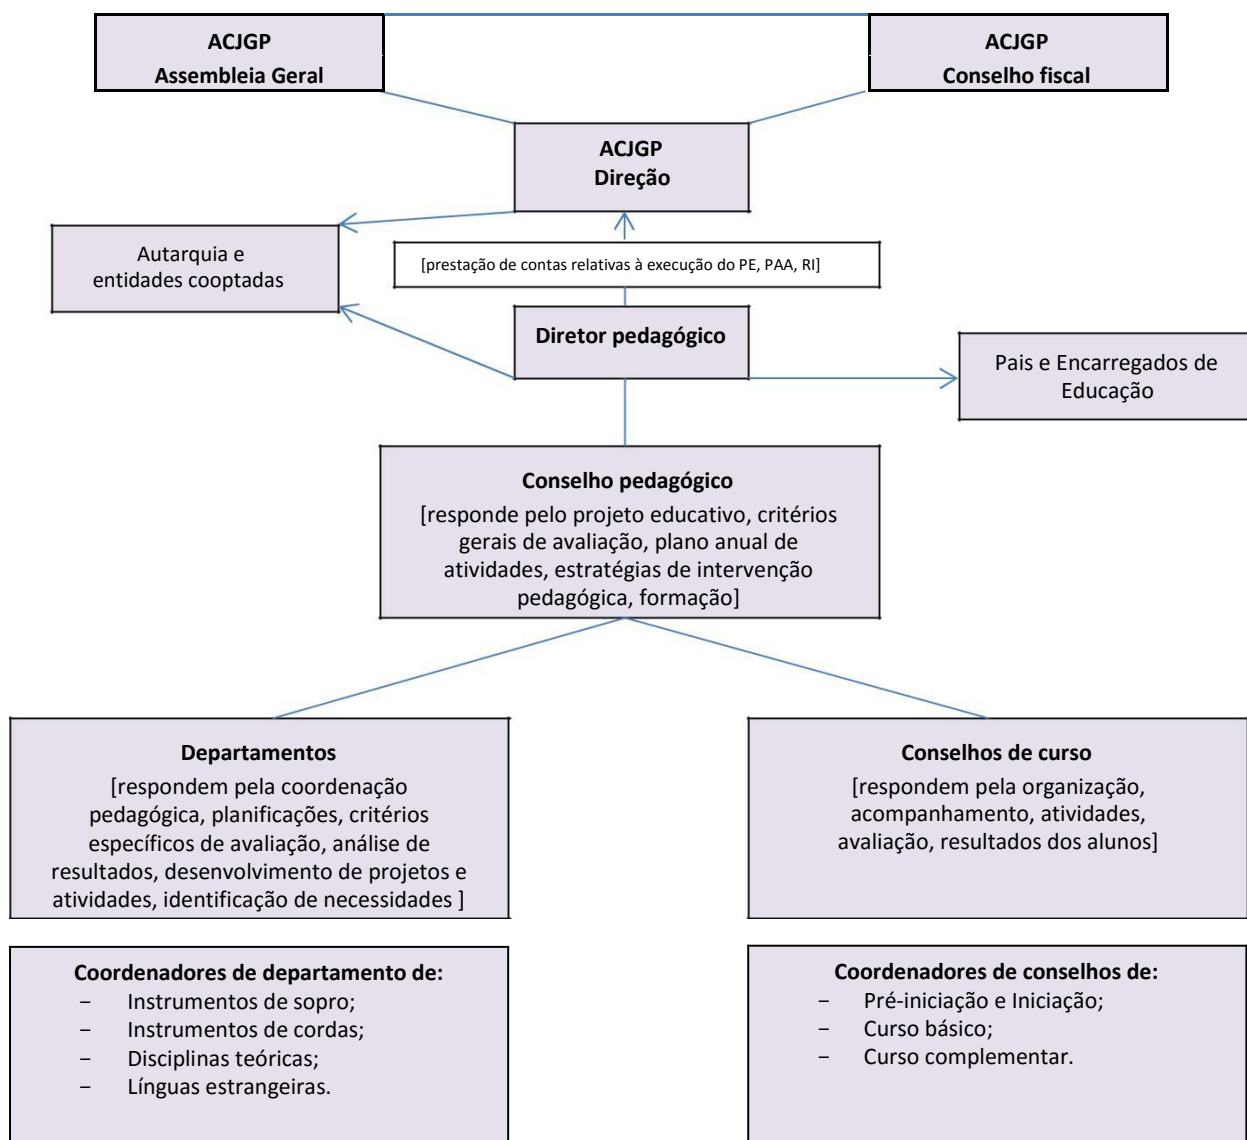 ACJGP
Assembleia Geral
ACJGP
Conselho fiscal
ACJGP
Direção
Autarquia e
entidades cooptadas
[prestação de contas relativas à execução do PE, PAA, RI]
Diretor pedagógico
Pais e Encarregados de
Educação
Conselho pedagógico
[responde pelo projeto educativo, critérios
gerais de avaliação, plano anual de
atividades, estratégias de intervenção
pedagógica, formação]
Departamentos
[respondem pela coordenação
pedagógica, planificações, critérios
específicos de avaliação, análise de
resultados, desenvolvimento de projetos e
atividades, identificação de necessidades ]
Conselhos de curso
[respondem pela organização,
acompanhamento, atividades,
avaliação, resultados dos alunos]
Coordenadores de departamento de:
– Instrumentos de sopro;
– Instrumentos de cordas;
– Disciplinas teóricas;
– Línguas estrangeiras.
Coordenadores de conselhos de:
– Pré-iniciação e Iniciação;
– Curso básico;
– Curso complementar.